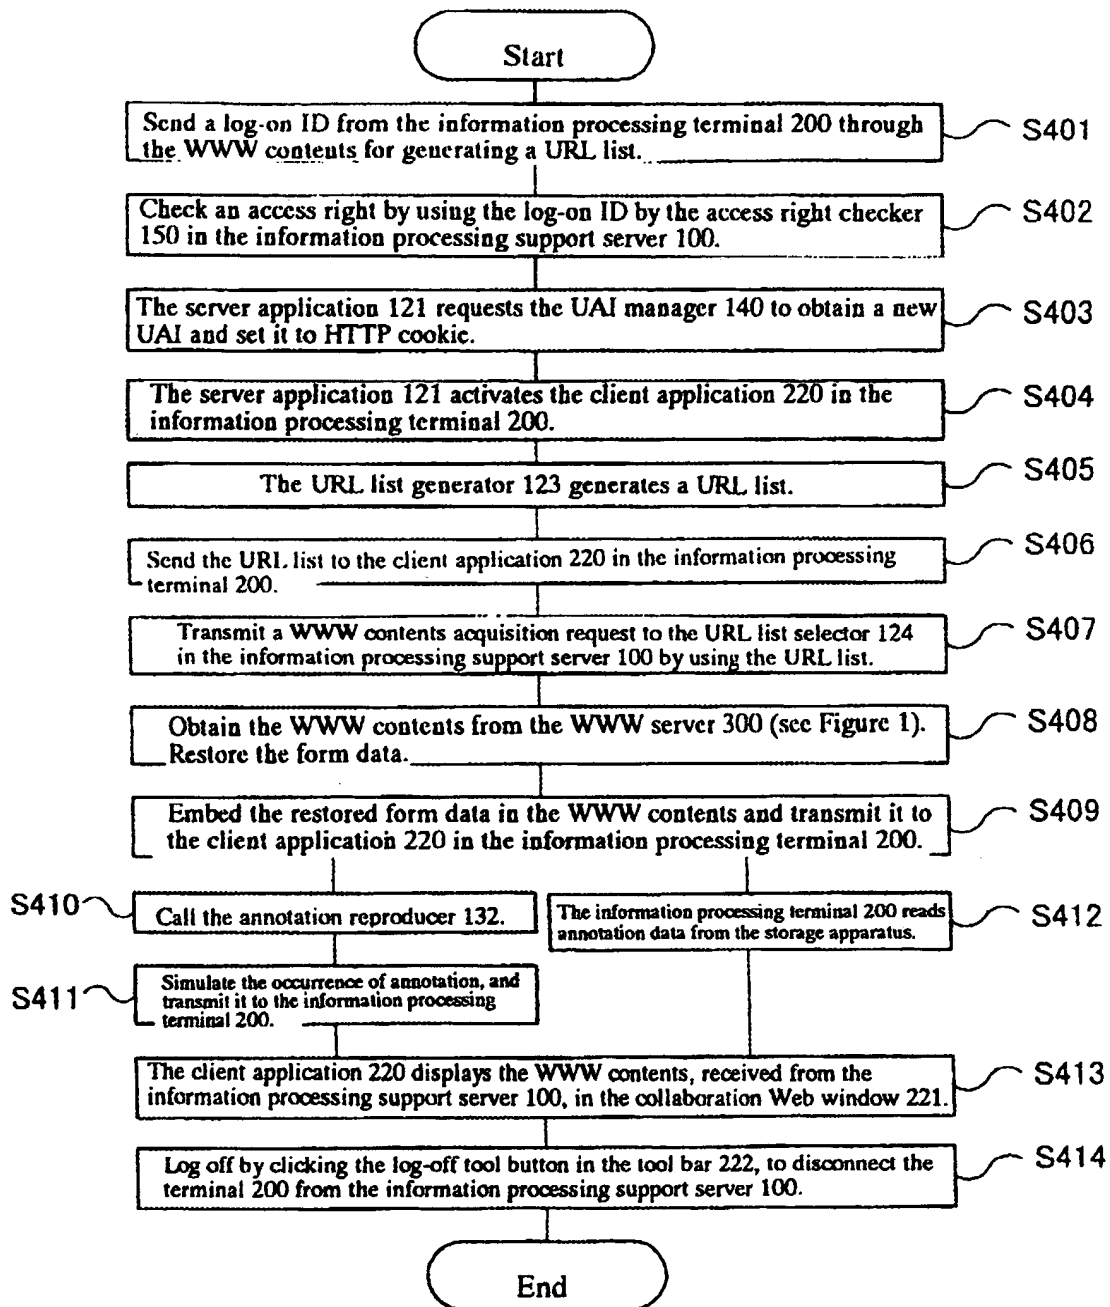 Start
Send a log-on ID from the information processing terminal 200 through
the WWW contents for generating a URL list.
S401
Check an access right by using the log-on ID by the access right checker
150 in the information processing support server 100.
S402
The server application 121 requests the UAI manager 140 to obtain a new
UAI and set it to HTTP cookie.
S403
The server application 121 activates the client application 220 in the
information processing terminal 200.
S404
The URL list generator 123 generates a URL list.
S405
Send the URL list to the client application 220 in the information processing
terminal 200.
S406
Transmit a WWW contents acquisition request to the URL list selector 124
in the information processing support server 100 by using the URL list.
S407
Obtain the WWW contents from the WWW server 300 (see Figure 1).
Restore the form data.
S408
Embed the restored form data in the WWW contents and transmit it to
the client application 220 in the information processing terminal 200.
S409
S410
Call the annotation reproducer 132.
The information processing terminal 200 reads
annotation data from the storage apparatus.
S412
S411
Simulate the occurrence of annotation, and
transmit it to the information processing
terminal 200.
The client application 220 displays the WWW contents, received from the
information processing support server 100, in the collaboration Web window 221.
S413
Log off by clicking the log-off tool button in the tool bar 222, to disconnect the
terminal 200 from the information processing support server 100.
S414
End